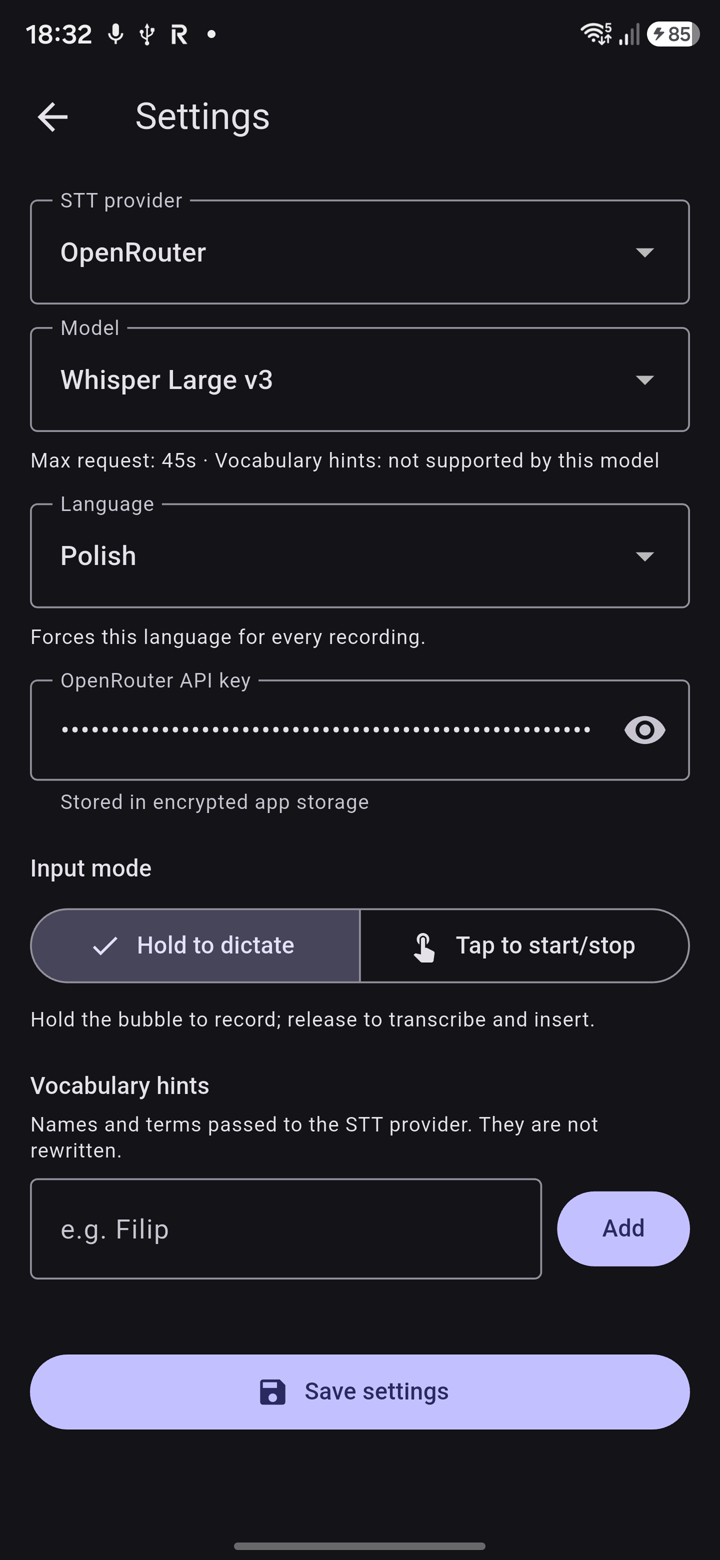 18:32
5
85
Settings
STT provider
OpenRouter
Model
Whisper Large v3
Max request: 45s · Vocabulary hints: not supported by this model
Language
Polish
Forces this language for every recording.
OpenRouter API key
•••••••••••••••••••••••••••••••••••••••••••••••••••••
Stored in encrypted app storage
Input mode
Hold to dictate
Tap to start/stop
Hold the bubble to record; release to transcribe and insert.
Vocabulary hints
Names and terms passed to the STT provider. They are not
rewritten.
e.g. Filip
Add
Save settings